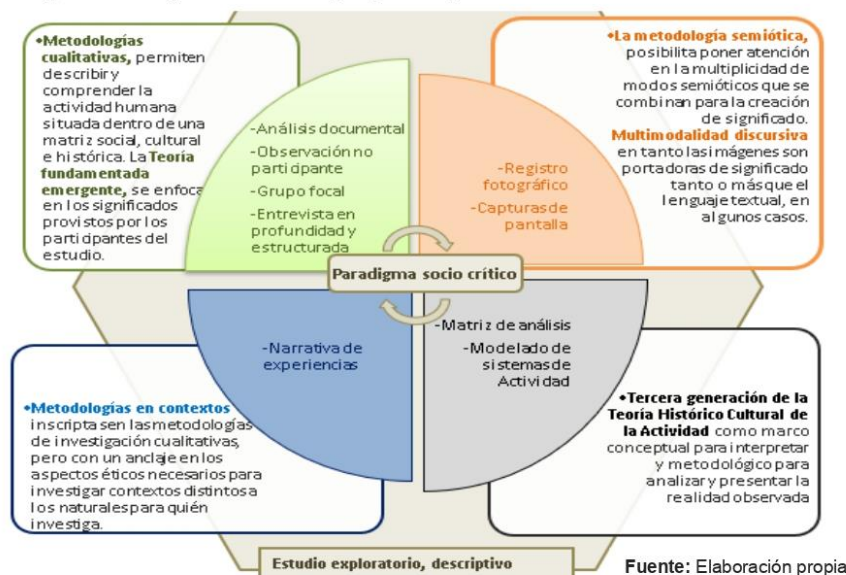 •Metodologías
cualitativas, permiten
describir y
comprender la
actividad humana
situada dentro de una
matriz social, cultural
e histórica. La Teoría
fundamentada
emergente, se enfoca
en los significados
provistos por los
participantes del
estudio.
-Análisis documental
-Observación no
participante
-Grupo focal
-Entrevista en
profundidad y
estructurada
-Registro
fotográfico
-Capturas de
pantalla
•La metodología semiótica,
posibilita poner atención
en la multiplicidad de
modos semióticos que se
combinan para la creación
de significado.
Multimodalidad discursiva
en tanto las imágenes son
portadoras de significado
tanto o más que el
lenguaje textual, en
algunos casos.
Paradigma socio crítico
-Narrativa de
experiencias
-Matriz de análisis
-Modelado de
sistemas de
Actividad
•Metodologías en contextos
inscriptas en las metodologías
de investigación cualitativas,
pero con un anclaje en los
aspectos éticos necesarios para
investigar contextos distintos a
los naturales para quién
investiga.
•Tercera generación de la
Teoría Histórico Cultural de
la Actividad como marco
conceptual para interpretar
y metodológico para
analizar y presentar la
realidad observada
Estudio exploratorio, descriptivo
Fuente: Elaboración propia